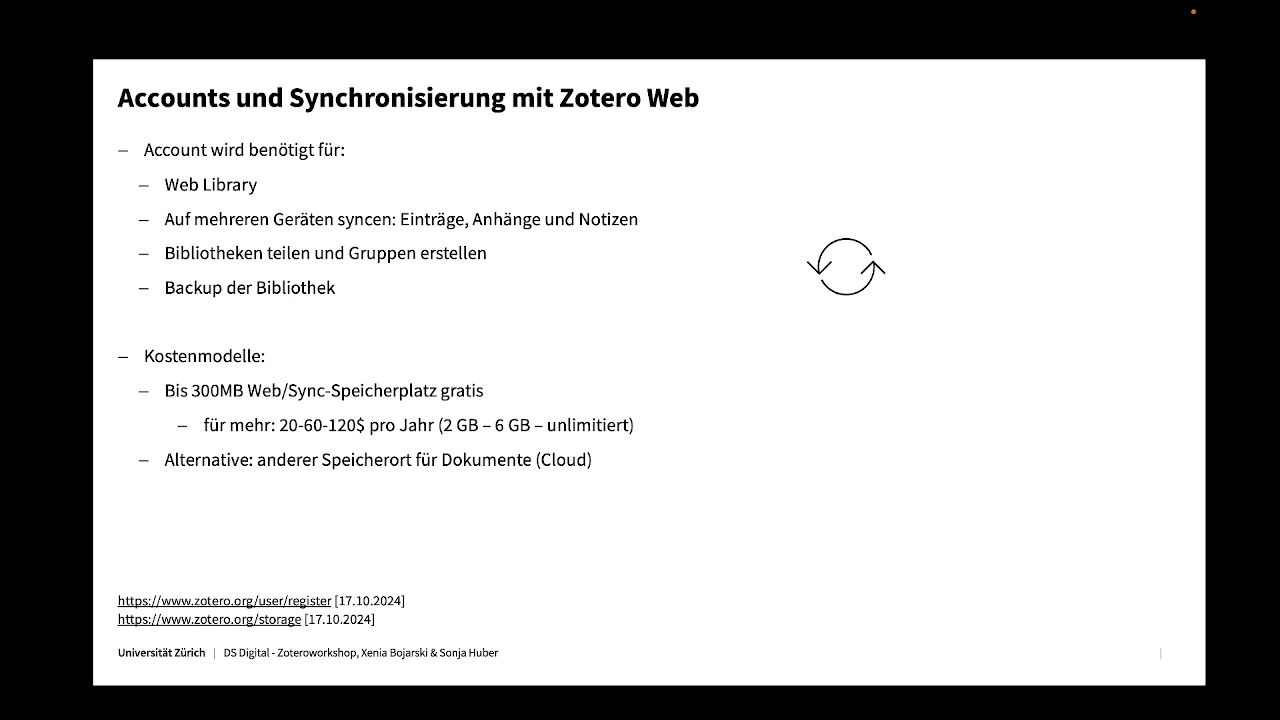 Accounts und Synchronisierung mit Zotero Web
– Account wird benötigt für:
– Web Library
– Auf mehreren Geräten syncen: Einträge, Anhänge und Notizen
– Bibliotheken teilen und Gruppen erstellen
– Backup der Bibliothek
– Kostenmodelle:
– Bis 300MB Web/Sync-Speicherplatz gratis
– für mehr: 20-60-120$ pro Jahr (2 GB – 6 GB – unlimitiert)
– Alternative: anderer Speicherort für Dokumente (Cloud)
https://www.zotero.org/user/register [17.10.2024]
https://www.zotero.org/storage [17.10.2024]
Universität Zürich | DS Digital - Zoteroworkshop, Xenia Bojarski & Sonja Huber |